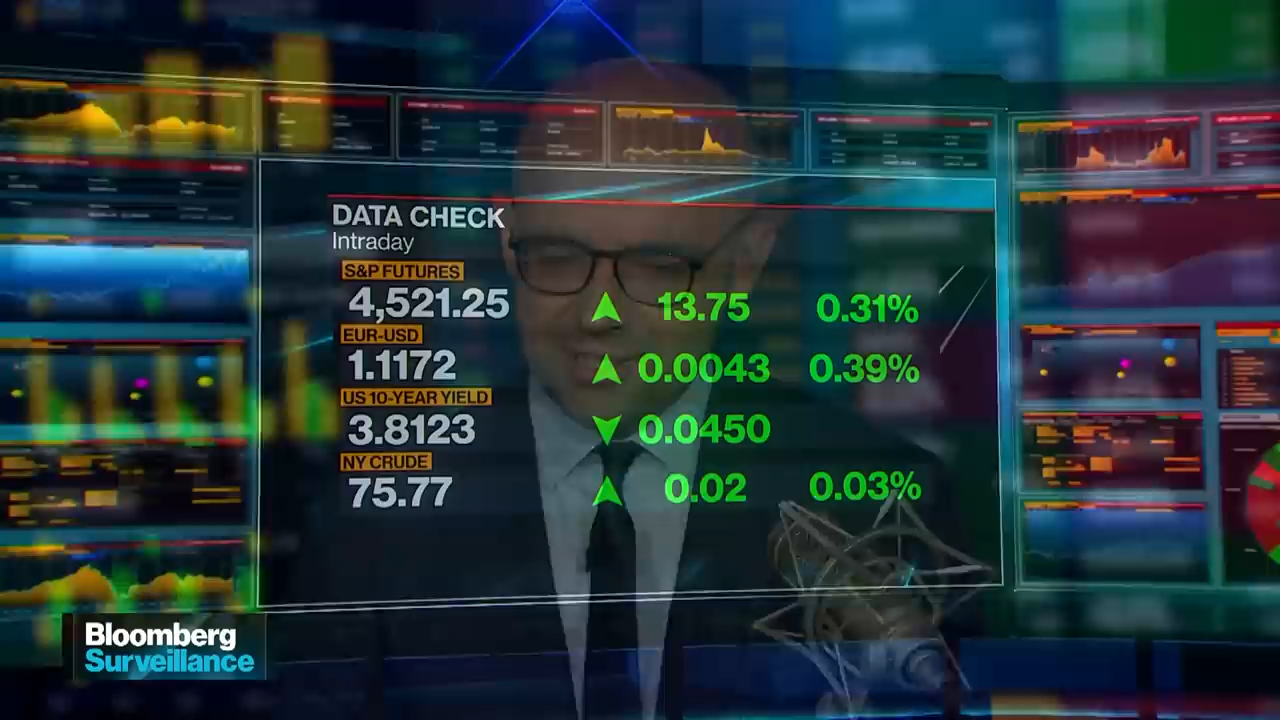 DATA CHECK
Intraday
S&P FUTURES
4,521.25 ▲ 13.75 0.31%
EUR-USD
1.1172 ▲ 0.0043 0.39%
US 10-YEAR YIELD
3.8123 ▼ 0.0450
NY CRUDE
75.77 ▲ 0.02 0.03%
Bloomberg
Surveillance